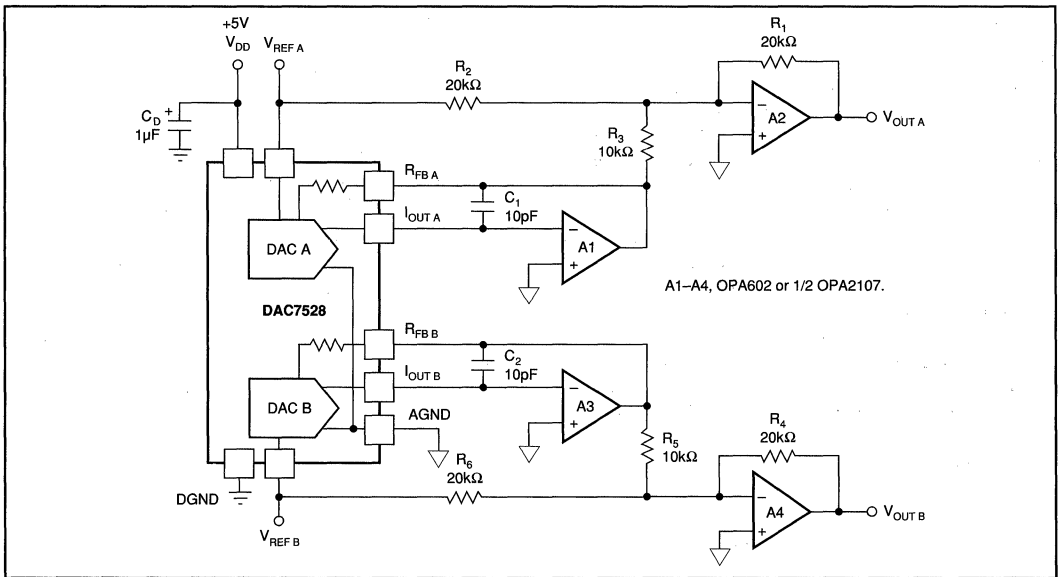 +5V
V_DD
V_REF A
C_D +
1µF
R_2
20kΩ
R_1
20kΩ
–
A2
+
V_OUT A
R_3
10kΩ
R_FB A
C_1
10pF
I_OUT A
–
A1
+
DAC A
A1–A4, OPA602 or 1/2 OPA2107.
DAC7528
R_FB B
C_2
10pF
I_OUT B
–
A3
+
DAC B
AGND
R_5
10kΩ
R_4
20kΩ
R_6
20kΩ
–
A4
+
V_OUT B
DGND
V_REF B